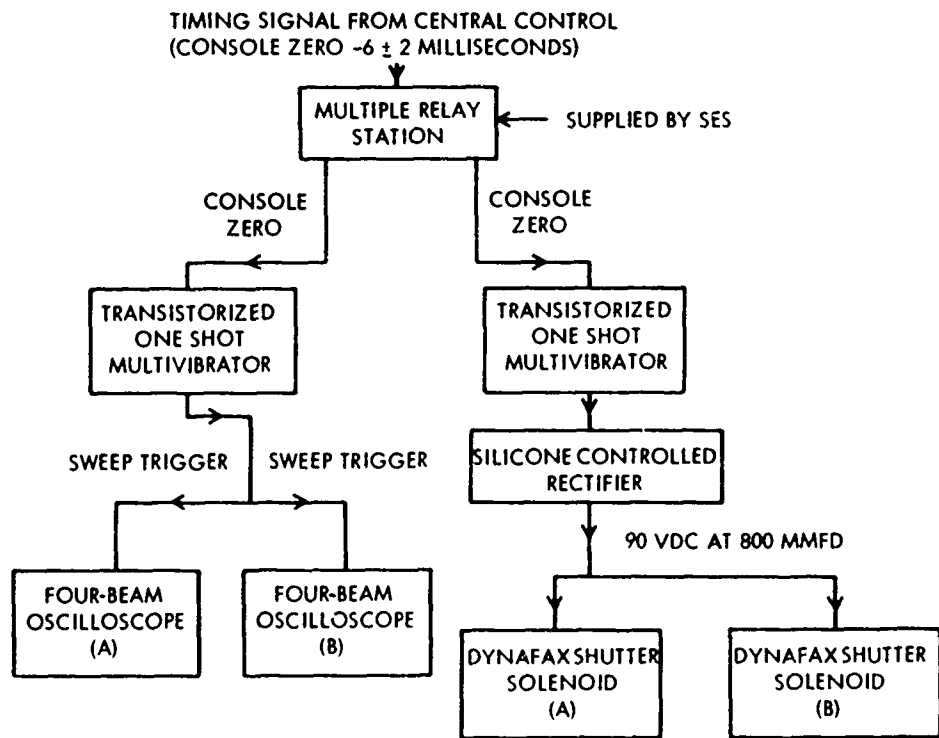 TIMING SIGNAL FROM CENTRAL CONTROL
(CONSOLE ZERO -6 ± 2 MILLISECONDS)
MULTIPLE RELAY
STATION
SUPPLIED BY SES
CONSOLE
ZERO
CONSOLE
ZERO
TRANSISTORIZED
ONE SHOT
MULTIVIBRATOR
TRANSISTORIZED
ONE SHOT
MULTIVIBRATOR
SWEEP TRIGGER
SWEEP TRIGGER
SILICONE CONTROLLED
RECTIFIER
90 VDC AT 800 MMFD
FOUR-BEAM
OSCILLOSCOPE
(A)
FOUR-BEAM
OSCILLOSCOPE
(B)
DYNAFAX SHUTTER
SOLENOID
(A)
DYNAFAX SHUTTER
SOLENOID
(B)